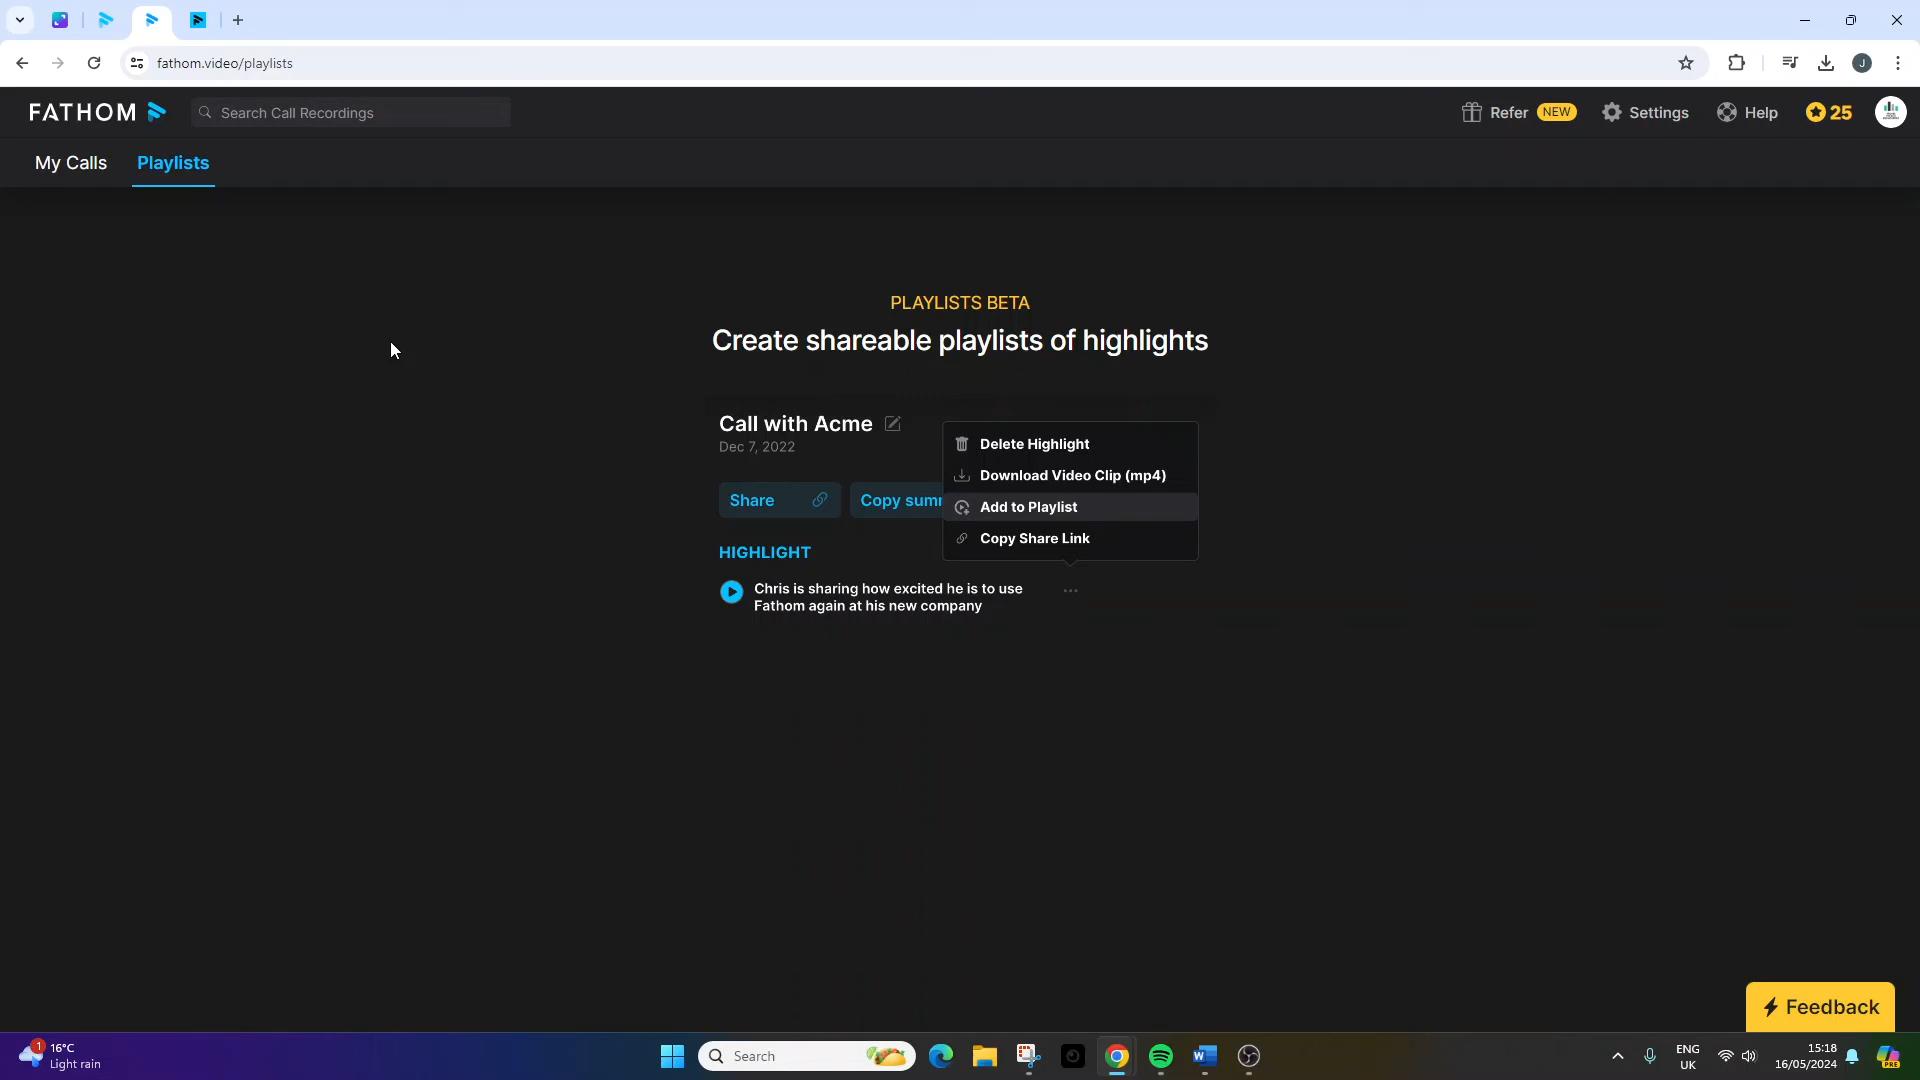 fathom.video/playlists
J
FATHOM
Search Call Recordings
Refer NEW
Settings
Help
25
My Calls
Playlists
PLAYLISTS BETA
Create shareable playlists of highlights
Call with Acme
Dec 7, 2022
Delete Highlight
Download Video Clip (mp4)
Add to Playlist
Copy Share Link
Share
Copy sum
HIGHLIGHT
Chris is sharing how excited he is to use
Fathom again at his new company
Feedback
1
16°C
Light rain
Search
ENG
UK
15:18
16/05/2024
PRE